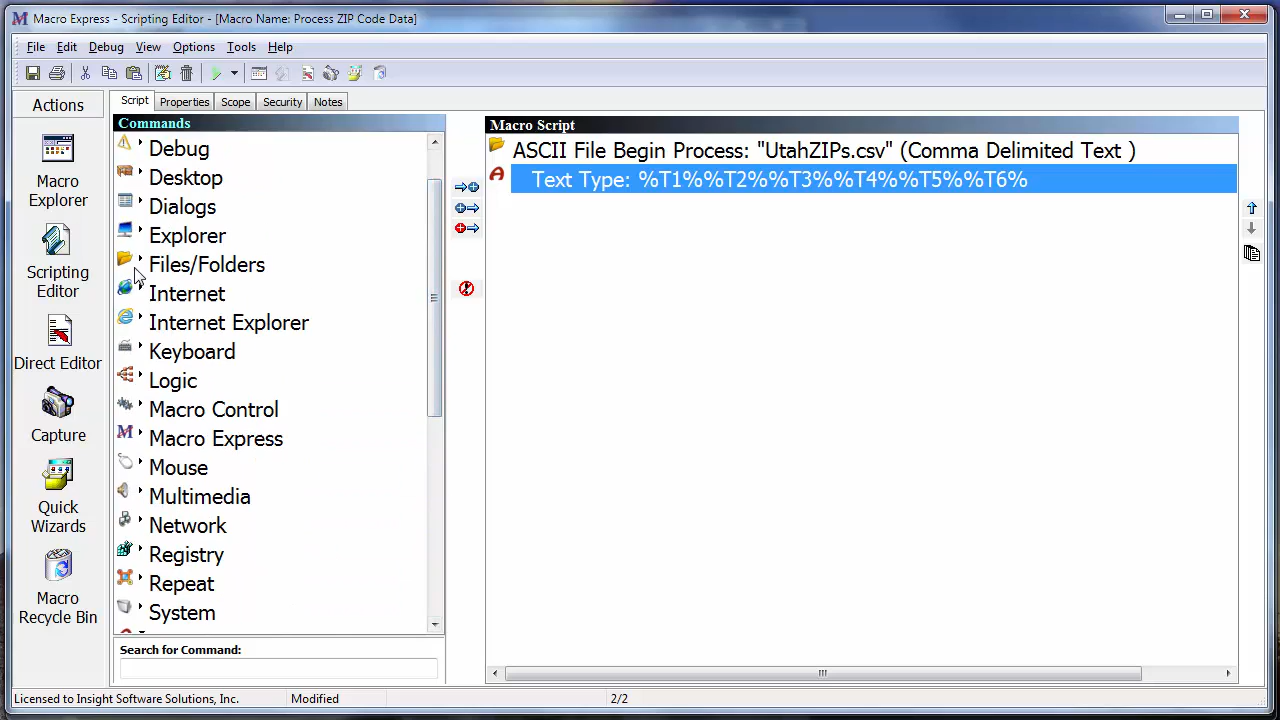 Macro Express - Scripting Editor - [Macro Name: Process ZIP Code Data]
File Edit Debug View Options Tools Help
Actions
Macro
Explorer
Scripting
Editor
Direct Editor
Capture
Quick
Wizards
Macro
Recycle Bin
Script Properties Scope Security Notes
Commands
Debug
Desktop
Dialogs
Explorer
Files/Folders
Internet
Internet Explorer
Keyboard
Logic
Macro Control
Macro Express
Mouse
Multimedia
Network
Registry
Repeat
System
Search for Command:
Macro Script
ASCII File Begin Process: "UtahZIPs.csv" (Comma Delimited Text )
Text Type: %T1%%T2%%T3%%T4%%T5%%T6%
Licensed to Insight Software Solutions, Inc. Modified 2/2